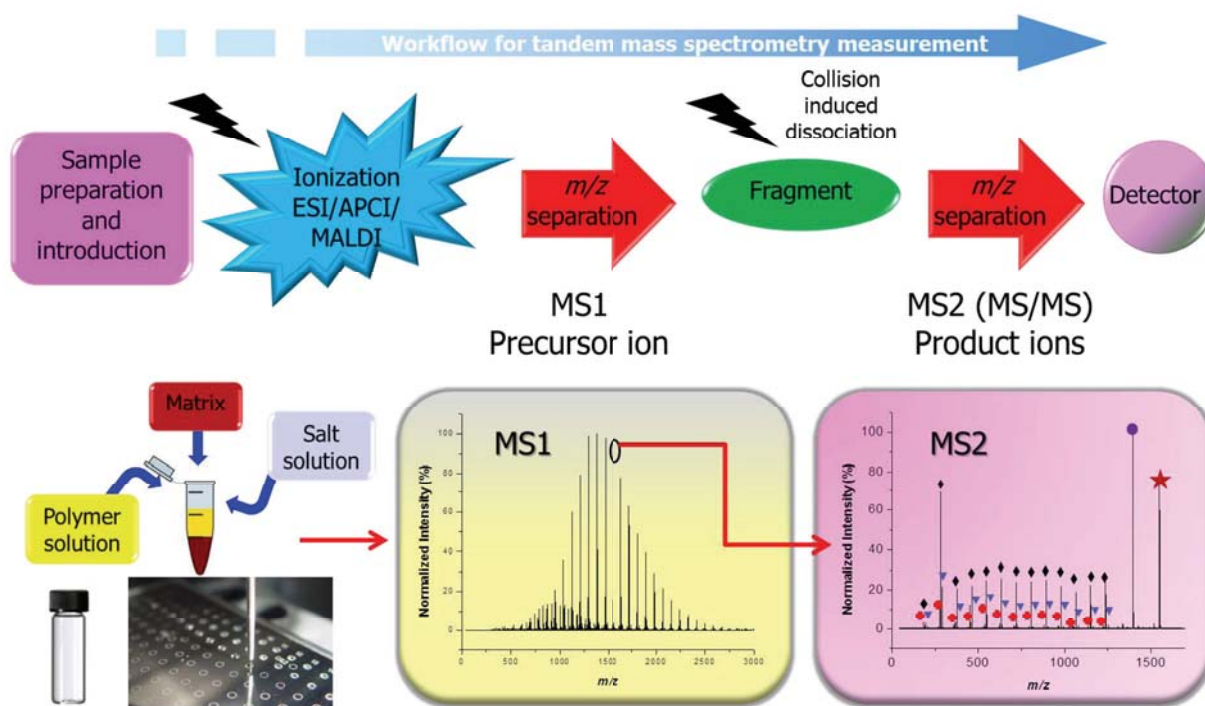 Workflow for tandem mass spectrometry measurement
Collision
induced
dissociation
Sample
preparation
and
introduction
Ionization
ESI/APCI/
MALDI
m/z
separation
Fragment
m/z
separation
Detector
MS1
Precursor ion
MS2 (MS/MS)
Product ions
Matrix
Salt
solution
Polymer
solution
MS1
Normalized Intensity (%)
100
80
60
40
20
0
0
500
1000
1500
2000
2500
3000
m/z
MS2
Normalized Intensity (%)
100
80
60
40
20
0
0
500
1000
1500
m/z